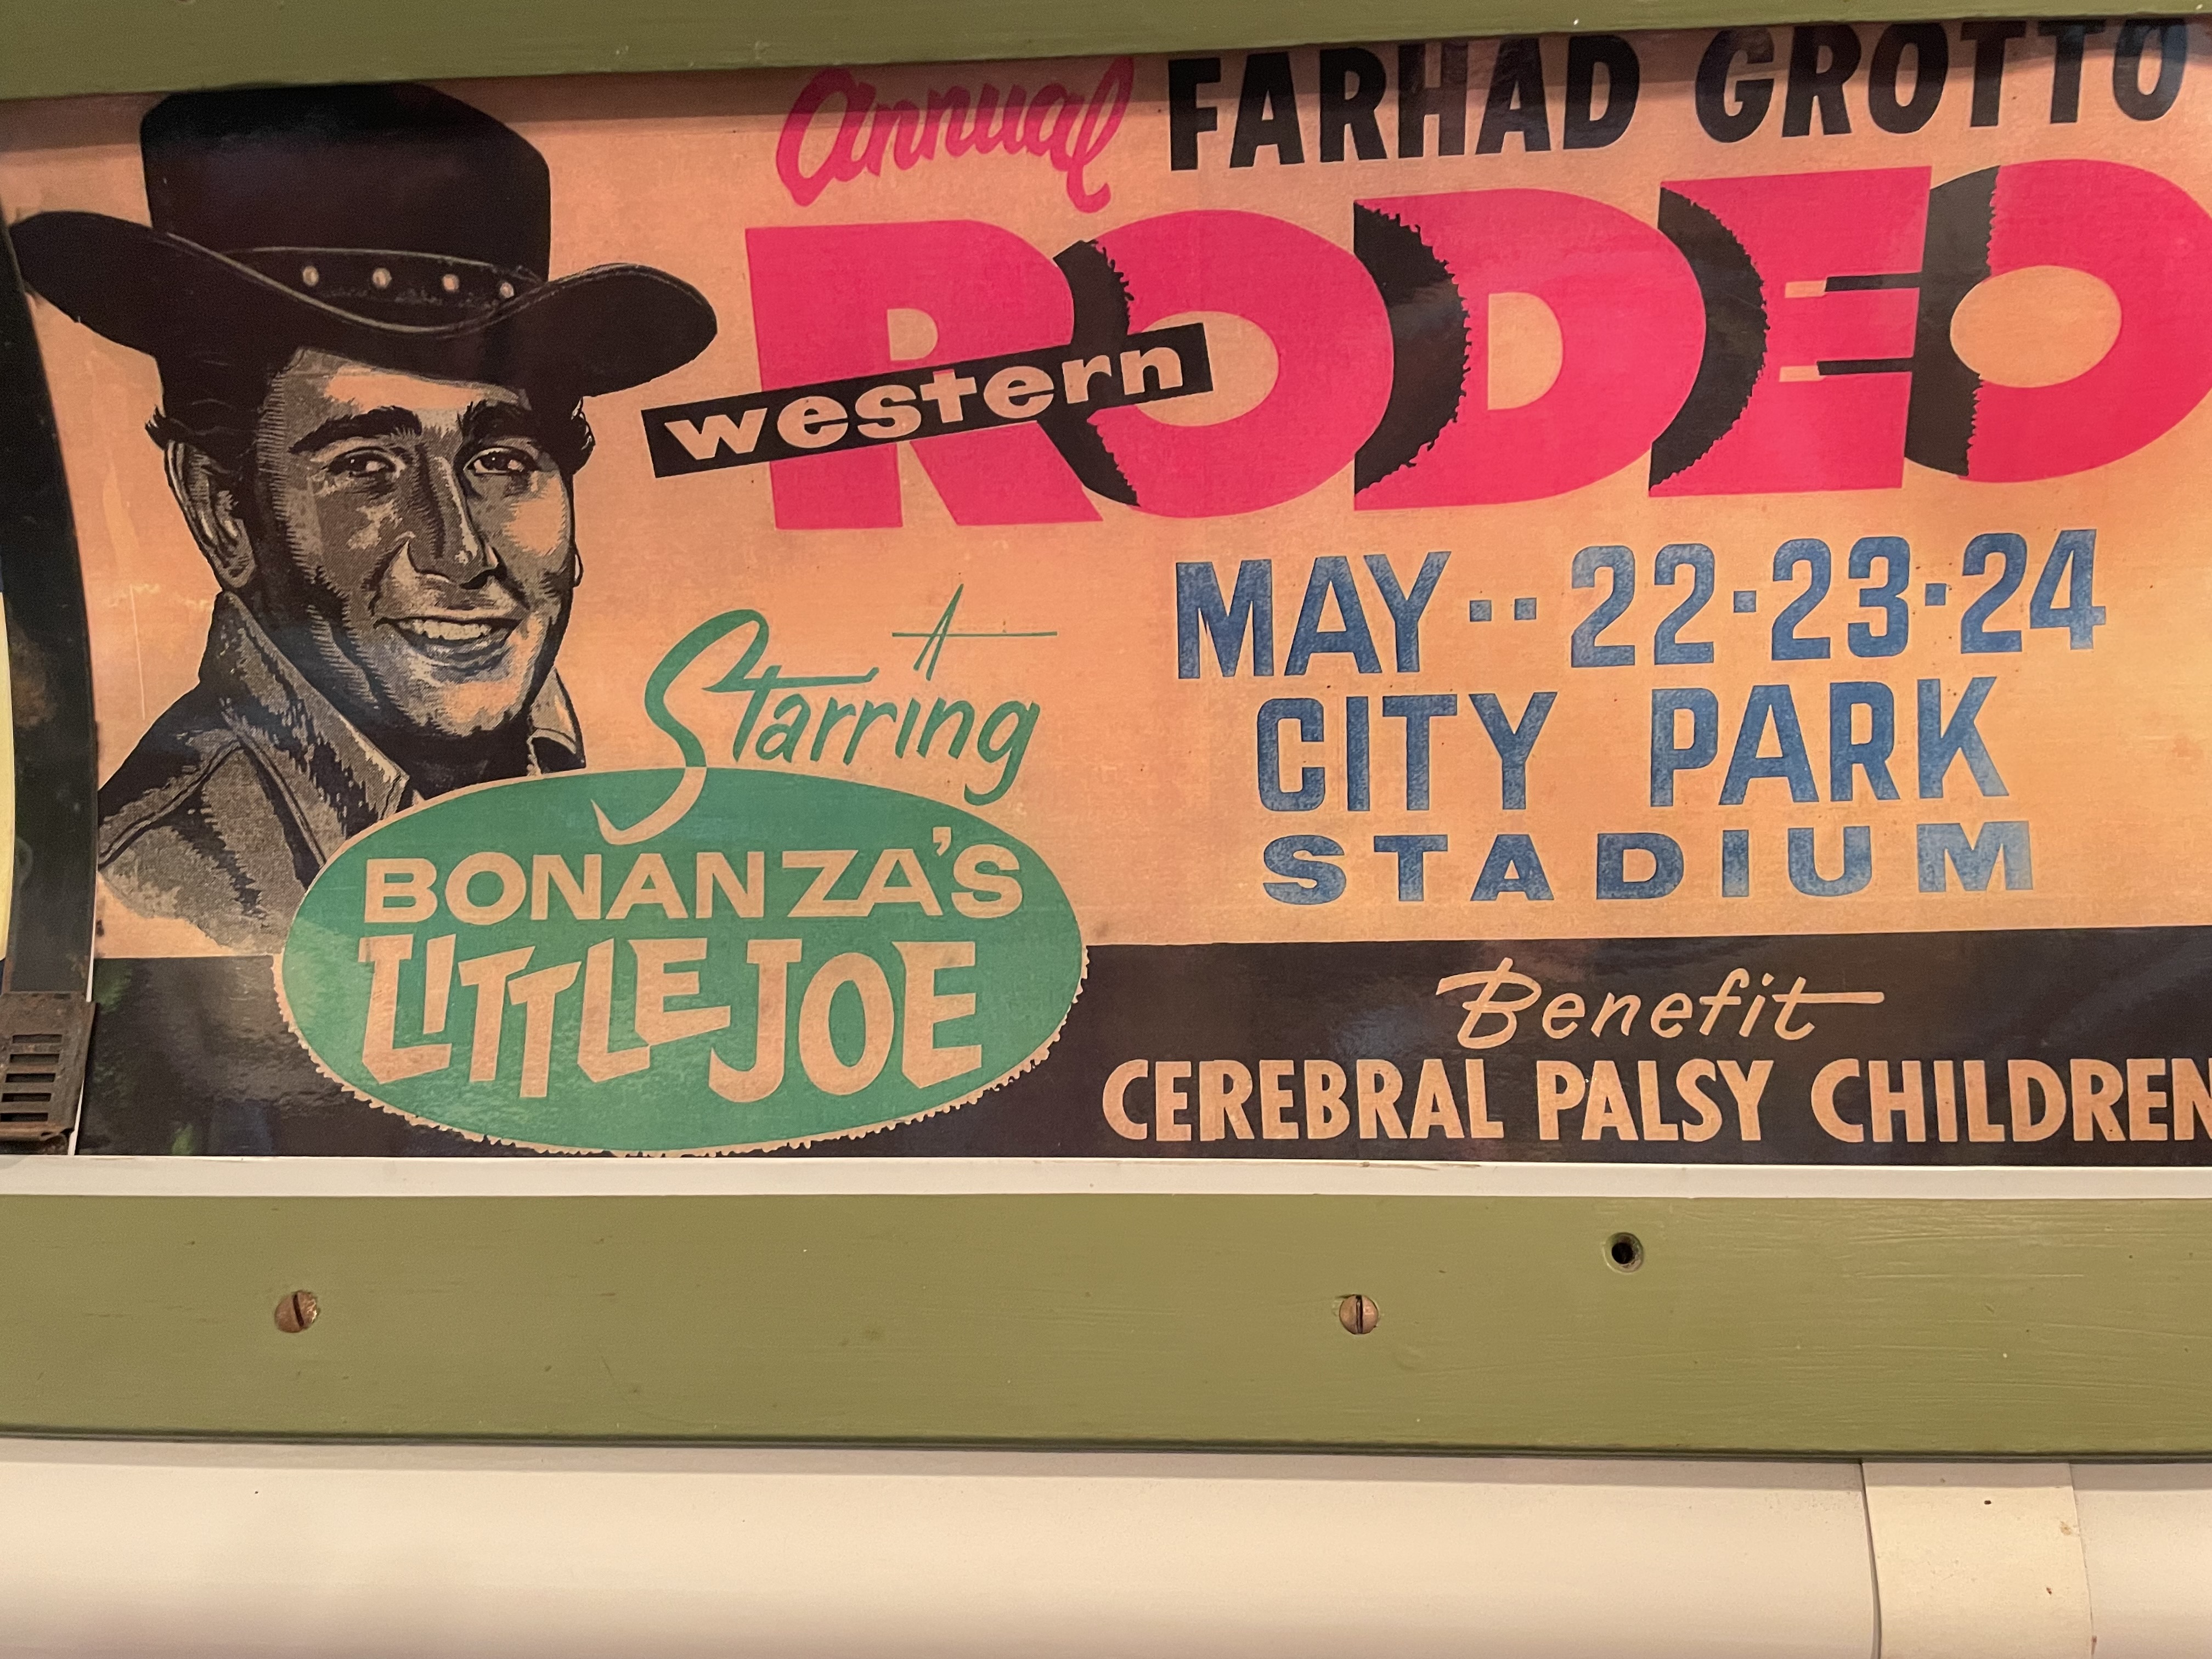 Annual FARHAD GROTTO
western RODEO
Starring
BONANZA'S
LITTLE JOE
MAY·· 22·23·24
CITY PARK
STADIUM
Benefit
CEREBRAL PALSY CHILDREN